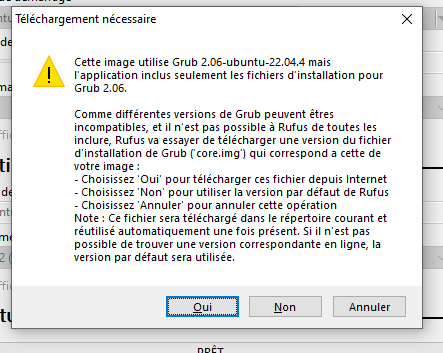 Téléchargement nécessaire
Cette image utilise Grub 2.06-ubuntu-22.04.4 mais
l'application inclus seulement les fichiers d'installation pour
Grub 2.06.
Comme différentes versions de Grub peuvent êtres
incompatibles, et il n'est pas possible à Rufus de toutes les
inclure, Rufus va essayer de télécharger une version du fichier
d'installation de Grub ('core.img') qui correspond a cette de
votre image :
- Choisissez 'Oui' pour télécharger ces fichier depuis Internet
- Choisissez 'Non' pour utiliser la version par défaut de Rufus
- Choisissez 'Annuler' pour annuler cette opération
Note : Ce fichier sera téléchargé dans le répertoire courant et
réutilisé automatiquement une fois présent. Si il n'est pas
possible de trouver une version correspondante en ligne, la
version par défaut sera utilisée.
Oui Non Annuler
PRÊT